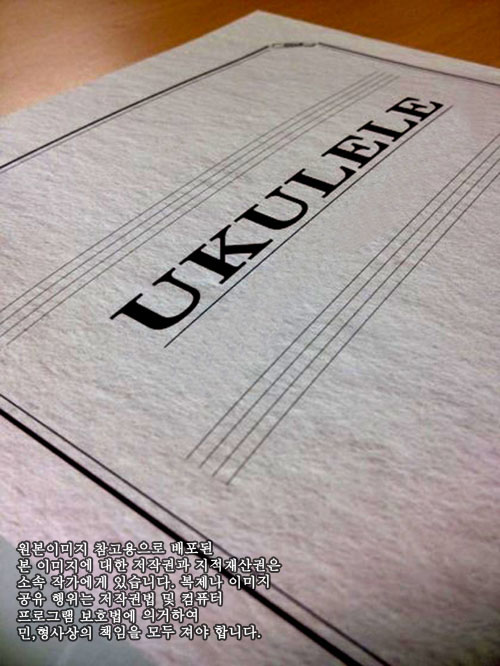 UKULELE
원본이미지 참고용으로 배포된
본 이미지에 대한 저작권과 지적재산권은
소속 작가에게 있습니다. 복제나 이미지
공유 행위는 저작권법 및 컴퓨터
프로그램 보호법에 의거하여
민,형사상의 책임을 모두 져야 합니다.